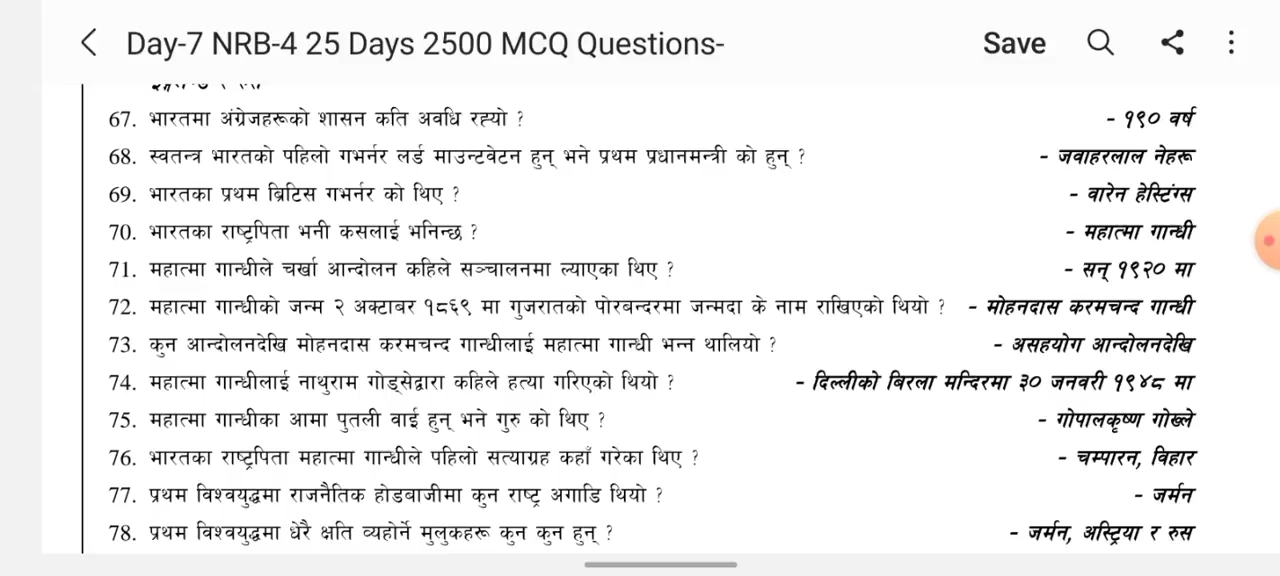 Day-7 NRB-4 25 Days 2500 MCQ Questions- Save
67. भारतमा अंग्रेजहरूको शासन कति अवधि रह्यो ? - १९० वर्ष
68. स्वतन्त्र भारतको पहिलो गभर्नर लर्ड माउन्टवेटन हुन् भने प्रथम प्रधानमन्त्री को हुन् ? - जवाहरलाल नेहरू
69. भारतका प्रथम ब्रिटिस गभर्नर को थिए ? - वारेन हेस्टिंग्स
70. भारतका राष्ट्रपिता भनी कसलाई भनिन्छ ? - महात्मा गान्धी
71. महात्मा गान्धीले चर्खा आन्दोलन कहिले सञ्चालनमा ल्याएका थिए ? - सन् १९२० मा
72. महात्मा गान्धीको जन्म २ अक्टाबर १८६९ मा गुजरातको पोरबन्दरमा जन्मदा के नाम राखिएको थियो ? - मोहनदास करमचन्द गान्धी
73. कुन आन्दोलनदेखि मोहनदास करमचन्द गान्धीलाई महात्मा गान्धी भन्न थालियो ? - असहयोग आन्दोलनदेखि
74. महात्मा गान्धीलाई नाथुराम गोड्सेद्वारा कहिले हत्या गरिएको थियो ? - दिल्लीको बिरला मन्दिरमा ३० जनवरी १९४८ मा
75. महात्मा गान्धीका आमा पुतली वाई हुन् भने गुरु को थिए ? - गोपालकृष्ण गोख्ले
76. भारतका राष्ट्रपिता महात्मा गान्धीले पहिलो सत्याग्रह कहाँ गरेका थिए ? - चम्पारन, विहार
77. प्रथम विश्वयुद्धमा राजनैतिक होडबाजीमा कुन राष्ट्र अगाडि थियो ? - जर्मन
78. प्रथम विश्वयुद्धमा धेरै क्षति व्यहोर्ने मुलुकहरू कुन कुन हुन् ? - जर्मन, अस्ट्रिया र रुस